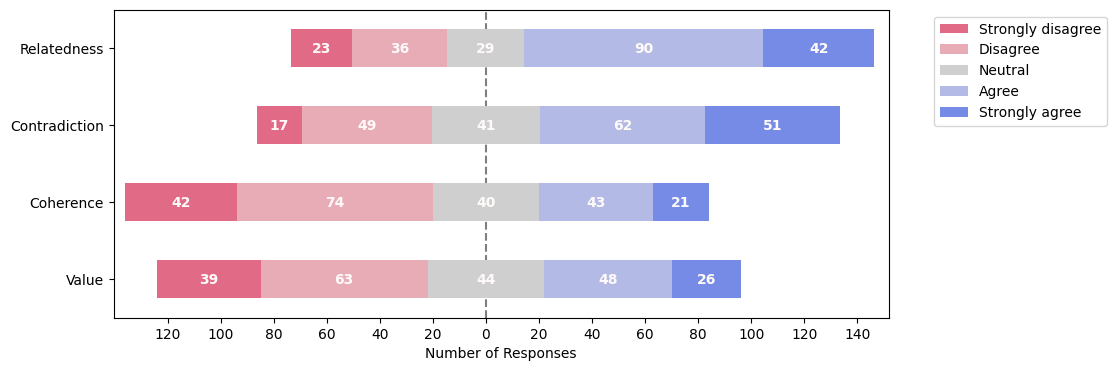 Relatedness 23 36 29 90 42
Contradiction 17 49 41 62 51
Coherence 42 74 40 43 21
Value 39 63 44 48 26
120 100 80 60 40 20 0 20 40 60 80 100 120 140
Number of Responses
Strongly disagree
Disagree
Neutral
Agree
Strongly agree